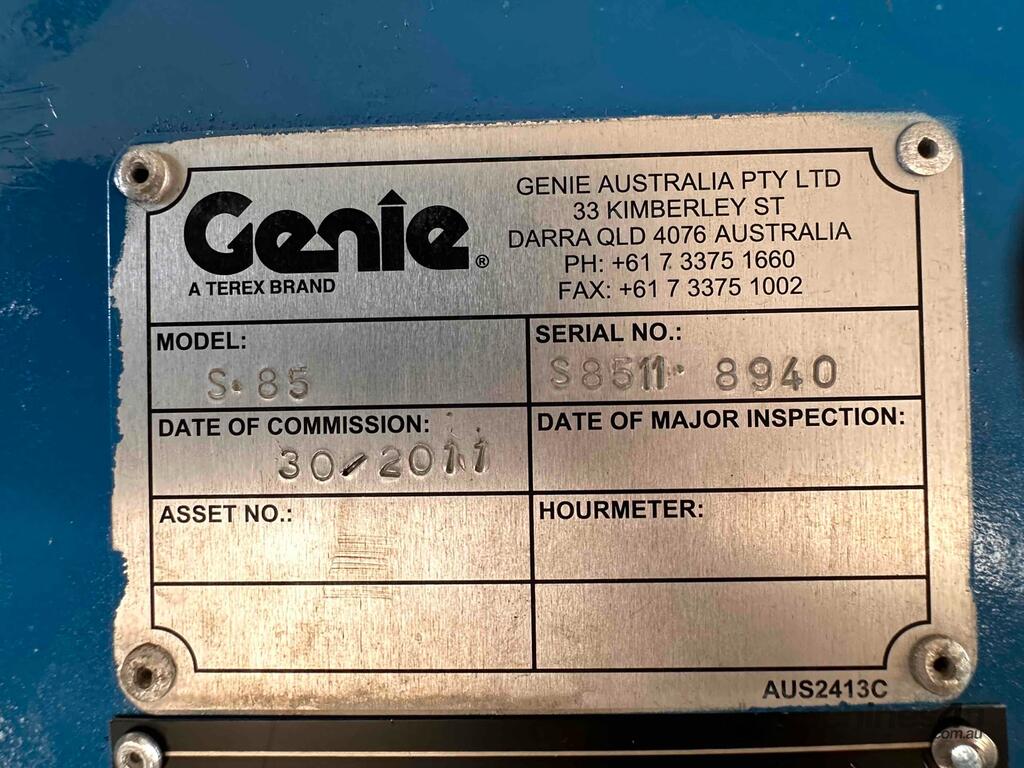 Genie®
A TEREX BRAND
GENIE AUSTRALIA PTY LTD
33 KIMBERLEY ST
DARRA QLD 4076 AUSTRALIA
PH: +61 7 3375 1660
FAX: +61 7 3375 1002
MODEL:
S·85
SERIAL NO.:
S8511· 8940
DATE OF COMMISSION:
30/2011
DATE OF MAJOR INSPECTION:
ASSET NO.:
HOURMETER:
AUS2413C
.com.au